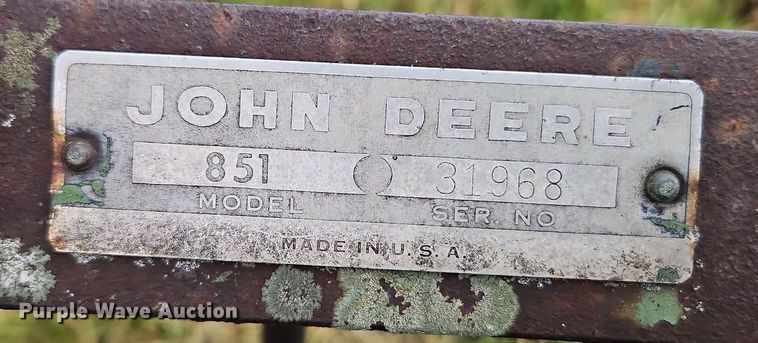 JOHN DEERE
851 31968
MODEL SER. NO
MADE IN U.S.A.
Purple Wave Auction